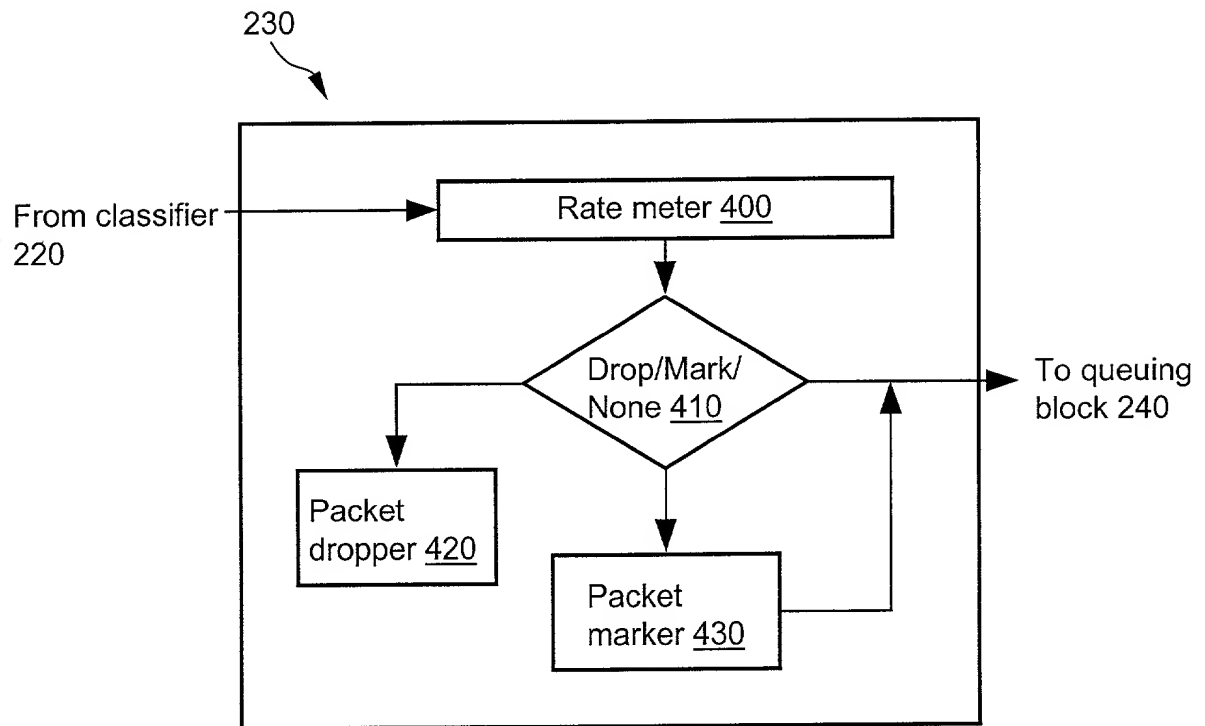 230
From classifier
220
Rate meter 400
Drop/Mark/
None 410
To queuing
block 240
Packet
dropper 420
Packet
marker 430